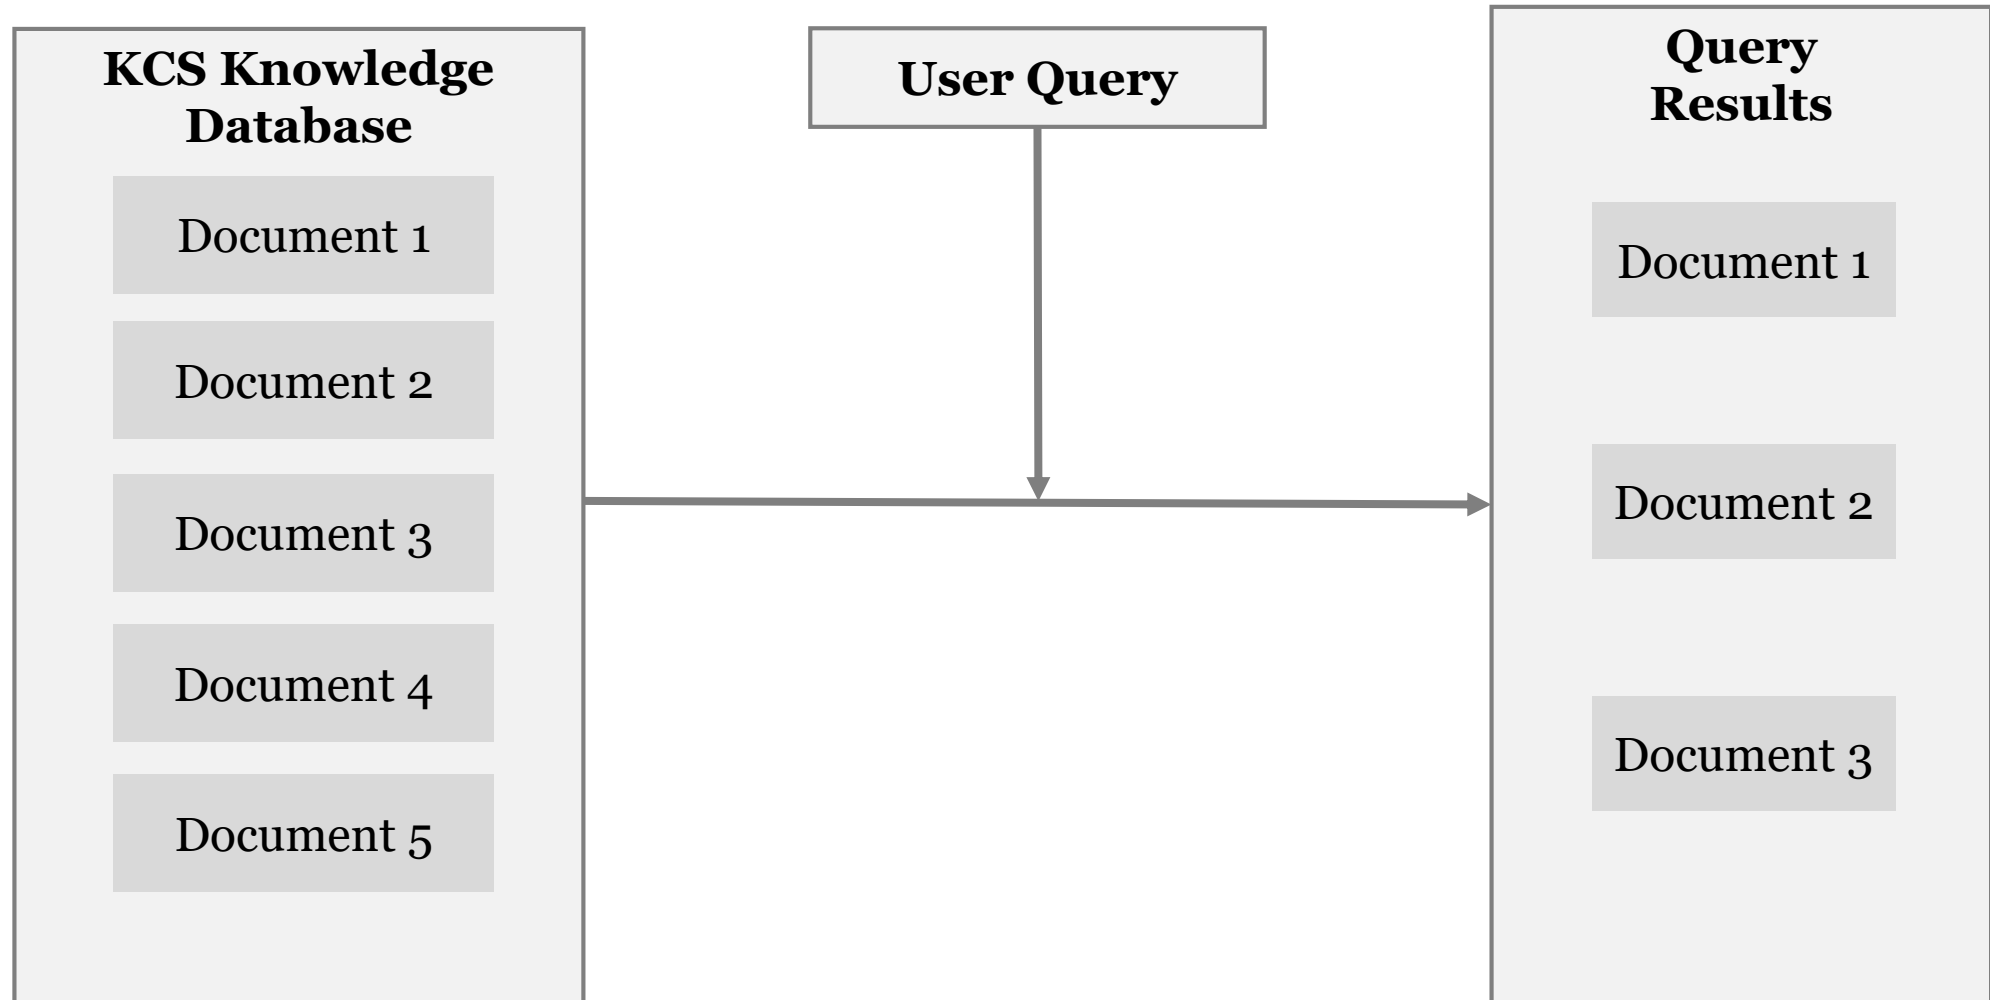 KCS Knowledge
Database
Document 1
Document 2
Document 3
Document 4
Document 5
User Query
Query
Results
Document 1
Document 2
Document 3